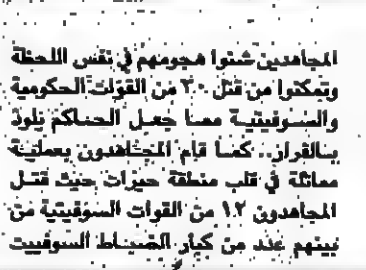 المجاهدين شنوا هجومهم في نفس اللحظة
وتمكنوا من قتل ٣٠ من القوات الحكومية
والسوفيتية مما جعل الحاكم يلوذ
بالفرار.. كما قام المجاهدون بعملية
مماثلة في قلب منطقة حيرات حيث قتل
المجاهدون ١٢ من القوات السوفيتية من
بينهم عدد من كبار الضباط السوفييت